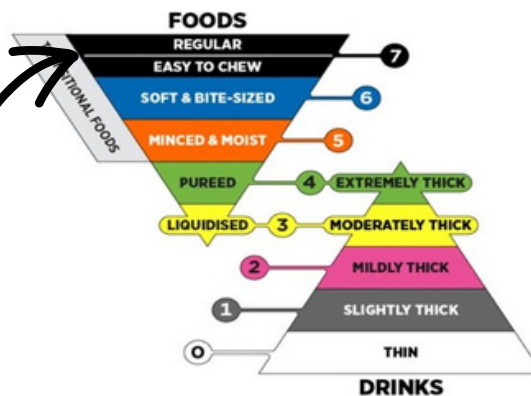 FOODS
REGULAR
7
EASY TO CHEW
SOFT & BITE-SIZED
6
MINCED & MOIST
5
PUREED
4
EXTREMELY THICK
LIQUIDISED
3
MODERATELY THICK
2
MILDLY THICK
1
SLIGHTLY THICK
0
THIN
DRINKS
FOODS